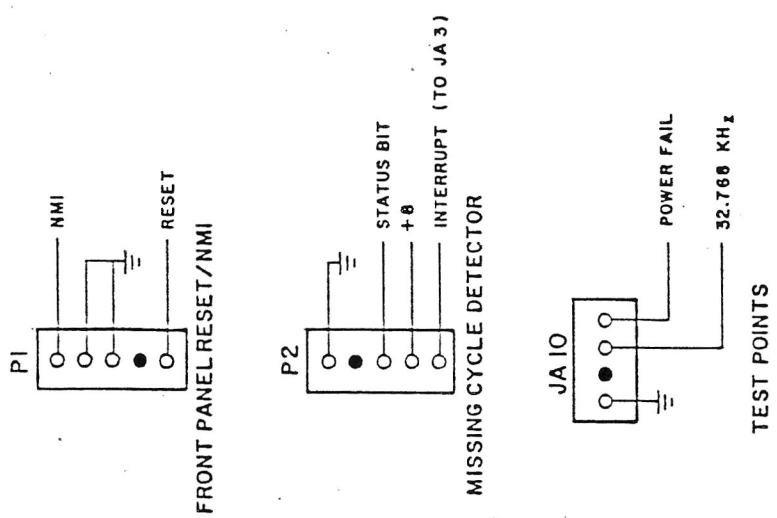 P1
NMI
RESET
FRONT PANEL RESET/NMI
P2
STATUS BIT
+8
INTERRUPT (TO JA3)
MISSING CYCLE DETECTOR
JA10
POWER FAIL
32.768 KHz
TEST POINTS